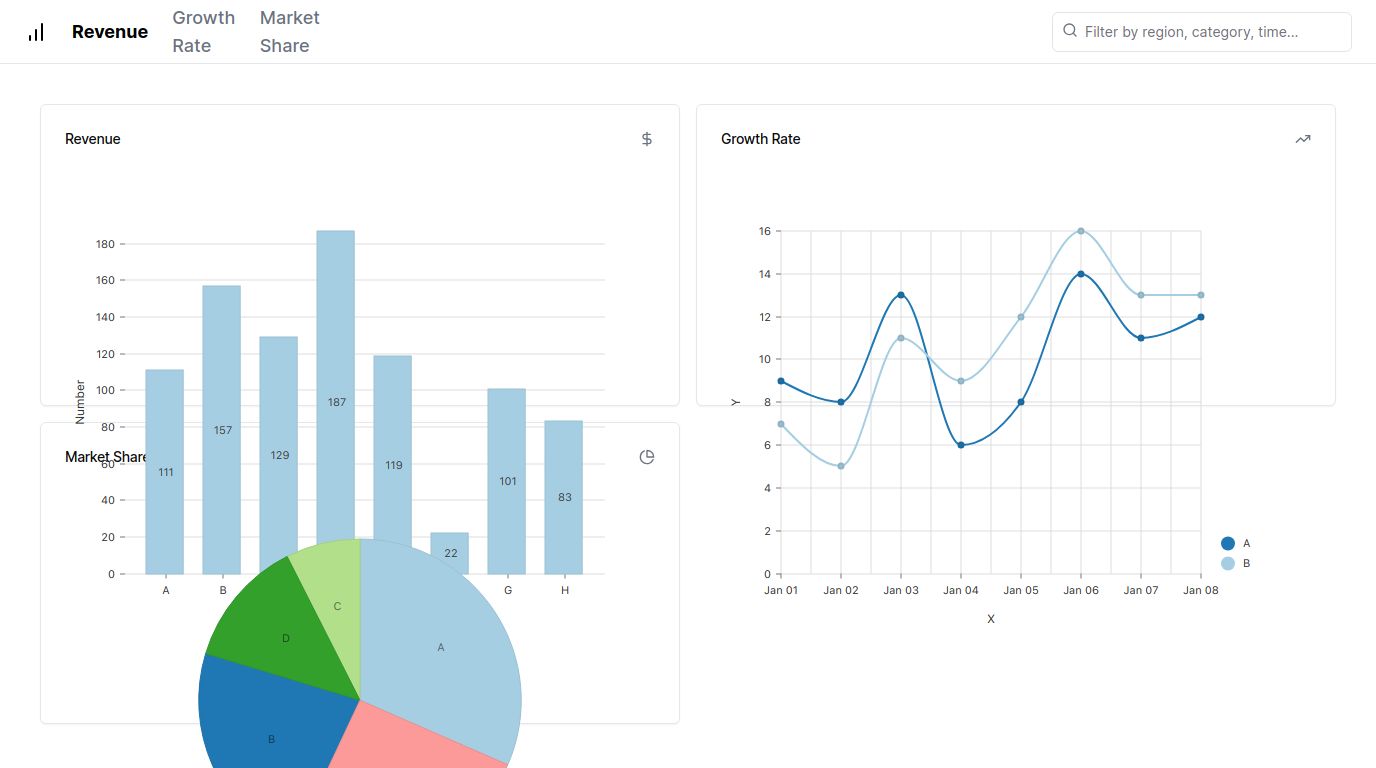 Revenue
Growth
Rate
Market
Share
Filter by region, category, time...
Revenue
180
160
140
120
100
80
60
40
20
0
Number
111
157
129
187
119
22
101
83
A
B
G
H
Growth Rate
16
14
12
10
8
6
4
2
0
Y
Jan 01
Jan 02
Jan 03
Jan 04
Jan 05
Jan 06
Jan 07
Jan 08
X
A
B
Market Share
C
A
D
B